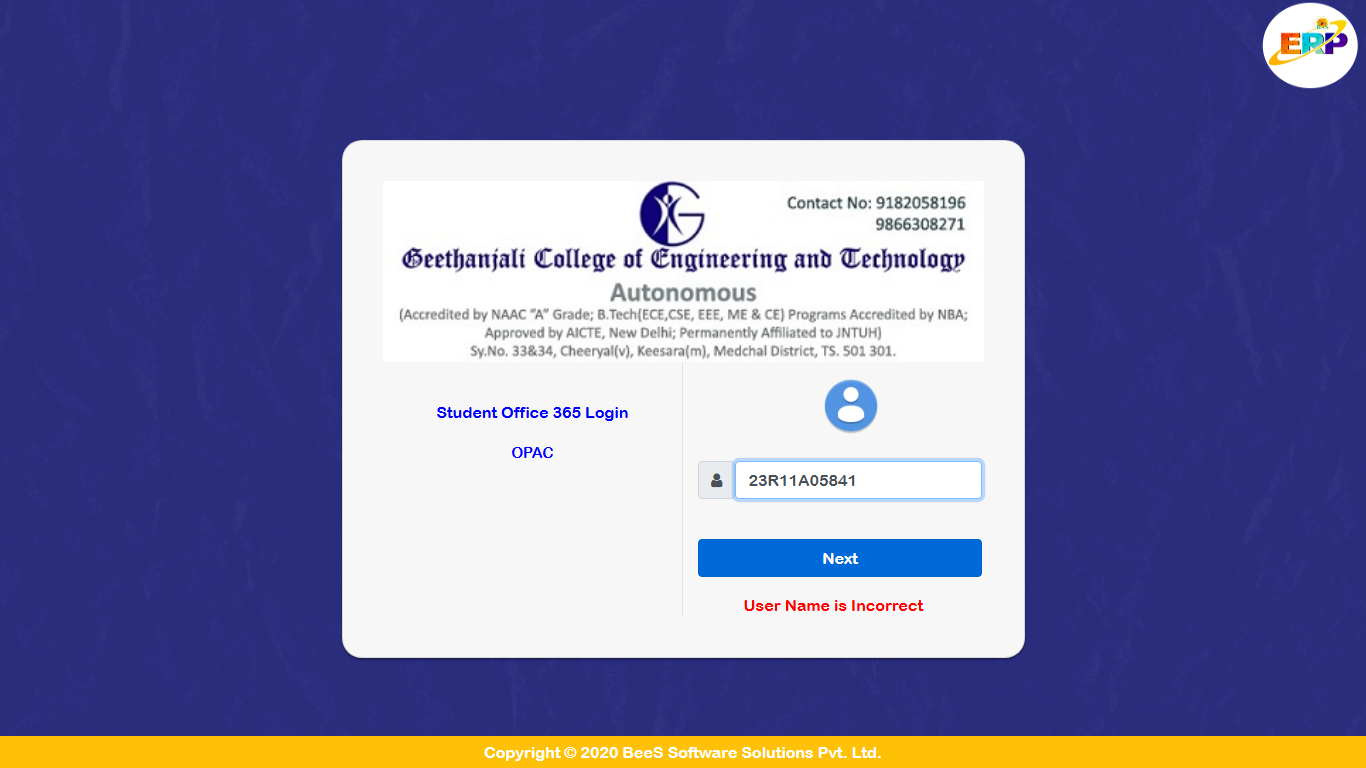 ERP
Contact No: 9182058196
9866308271
Geethanjali College of Engineering and Technology
Autonomous
(Accredited by NAAC “A” Grade; B.Tech(ECE,CSE, EEE, ME & CE) Programs Accredited by NBA;
Approved by AICTE, New Delhi; Permanently Affiliated to JNTUH)
Sy.No. 33&34, Cheeryal(v), Keesara(m), Medchal District, TS. 501 301.
Student Office 365 Login
OPAC
23R11A05841
Next
User Name is Incorrect
Copyright © 2020 BeeS Software Solutions Pvt. Ltd.